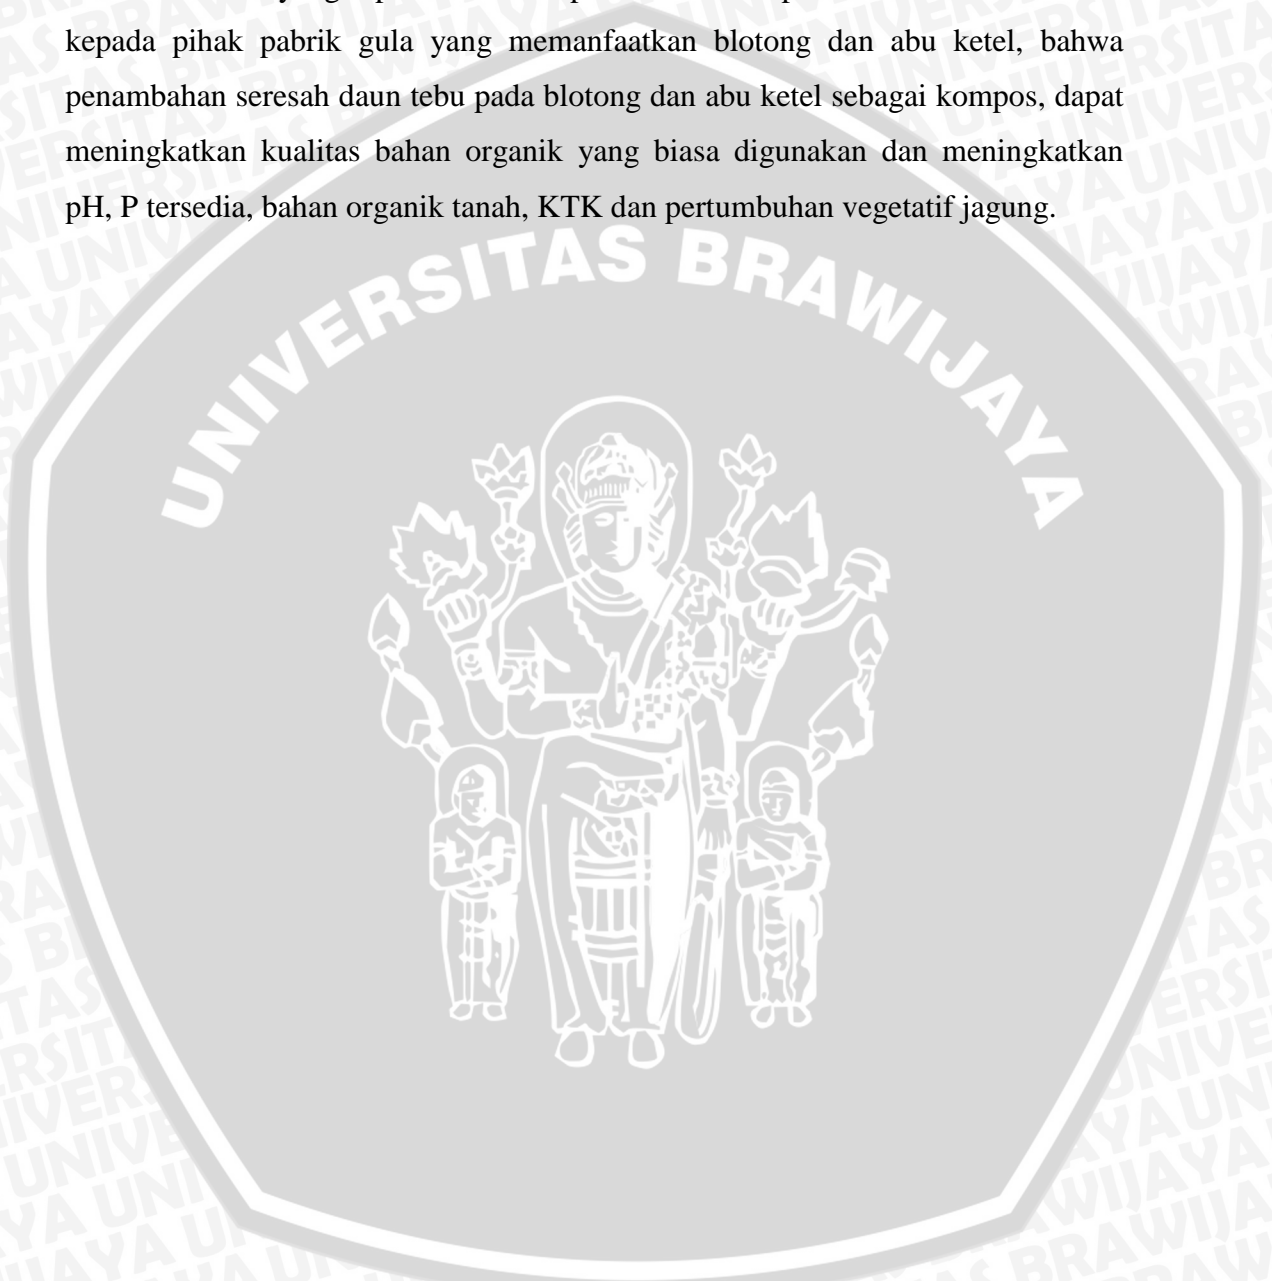 kepada pihak pabrik gula yang memanfaatkan blotong dan abu ketel, bahwa
penambahan seresah daun tebu pada blotong dan abu ketel sebagai kompos, dapat
meningkatkan kualitas bahan organik yang biasa digunakan dan meningkatkan
pH, P tersedia, bahan organik tanah, KTK dan pertumbuhan vegetatif jagung.
UNIVERSITAS BRAWIJAYA